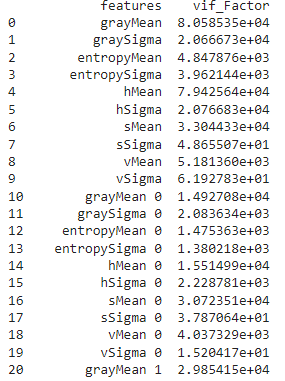 features vif_Factor
0 grayMean 8.058535e+04
1 graySigma 2.066673e+04
2 entropyMean 4.847876e+03
3 entropySigma 3.962144e+03
4 hMean 7.942564e+04
5 hSigma 2.076683e+04
6 sMean 3.304433e+04
7 sSigma 4.865507e+01
8 vMean 5.181360e+03
9 vSigma 6.192783e+01
10 grayMean 0 1.492708e+04
11 graySigma 0 2.083634e+03
12 entropyMean 0 1.475363e+03
13 entropySigma 0 1.380218e+03
14 hMean 0 1.551499e+04
15 hSigma 0 2.228781e+03
16 sMean 0 3.072351e+04
17 sSigma 0 3.787064e+01
18 vMean 0 4.037329e+03
19 vSigma 0 1.520417e+01
20 grayMean 1 2.985415e+04